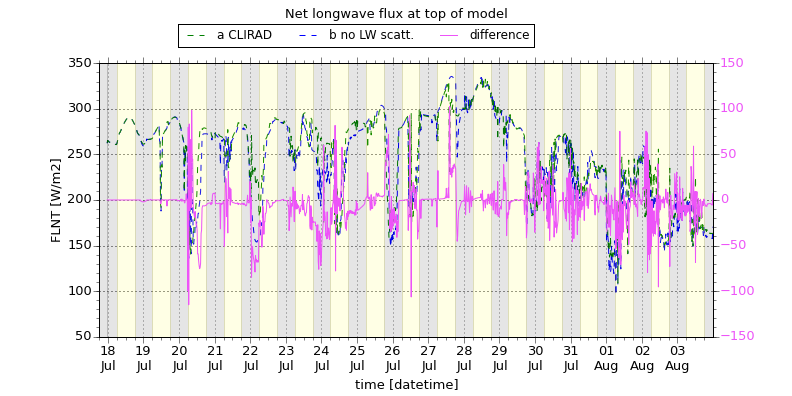 Net longwave flux at top of model
a CLIRAD b no LW scatt. difference
350 150
300 100
250 50
200 0
150 −50
100 −100
50 −150
FLNT [W/m2]
18 19 20 21 22 23 24 25 26 27 28 29 30 31 01 02 03
Jul Jul Jul Jul Jul Jul Jul Jul Jul Jul Jul Jul Jul Jul Aug Aug Aug
time [datetime]